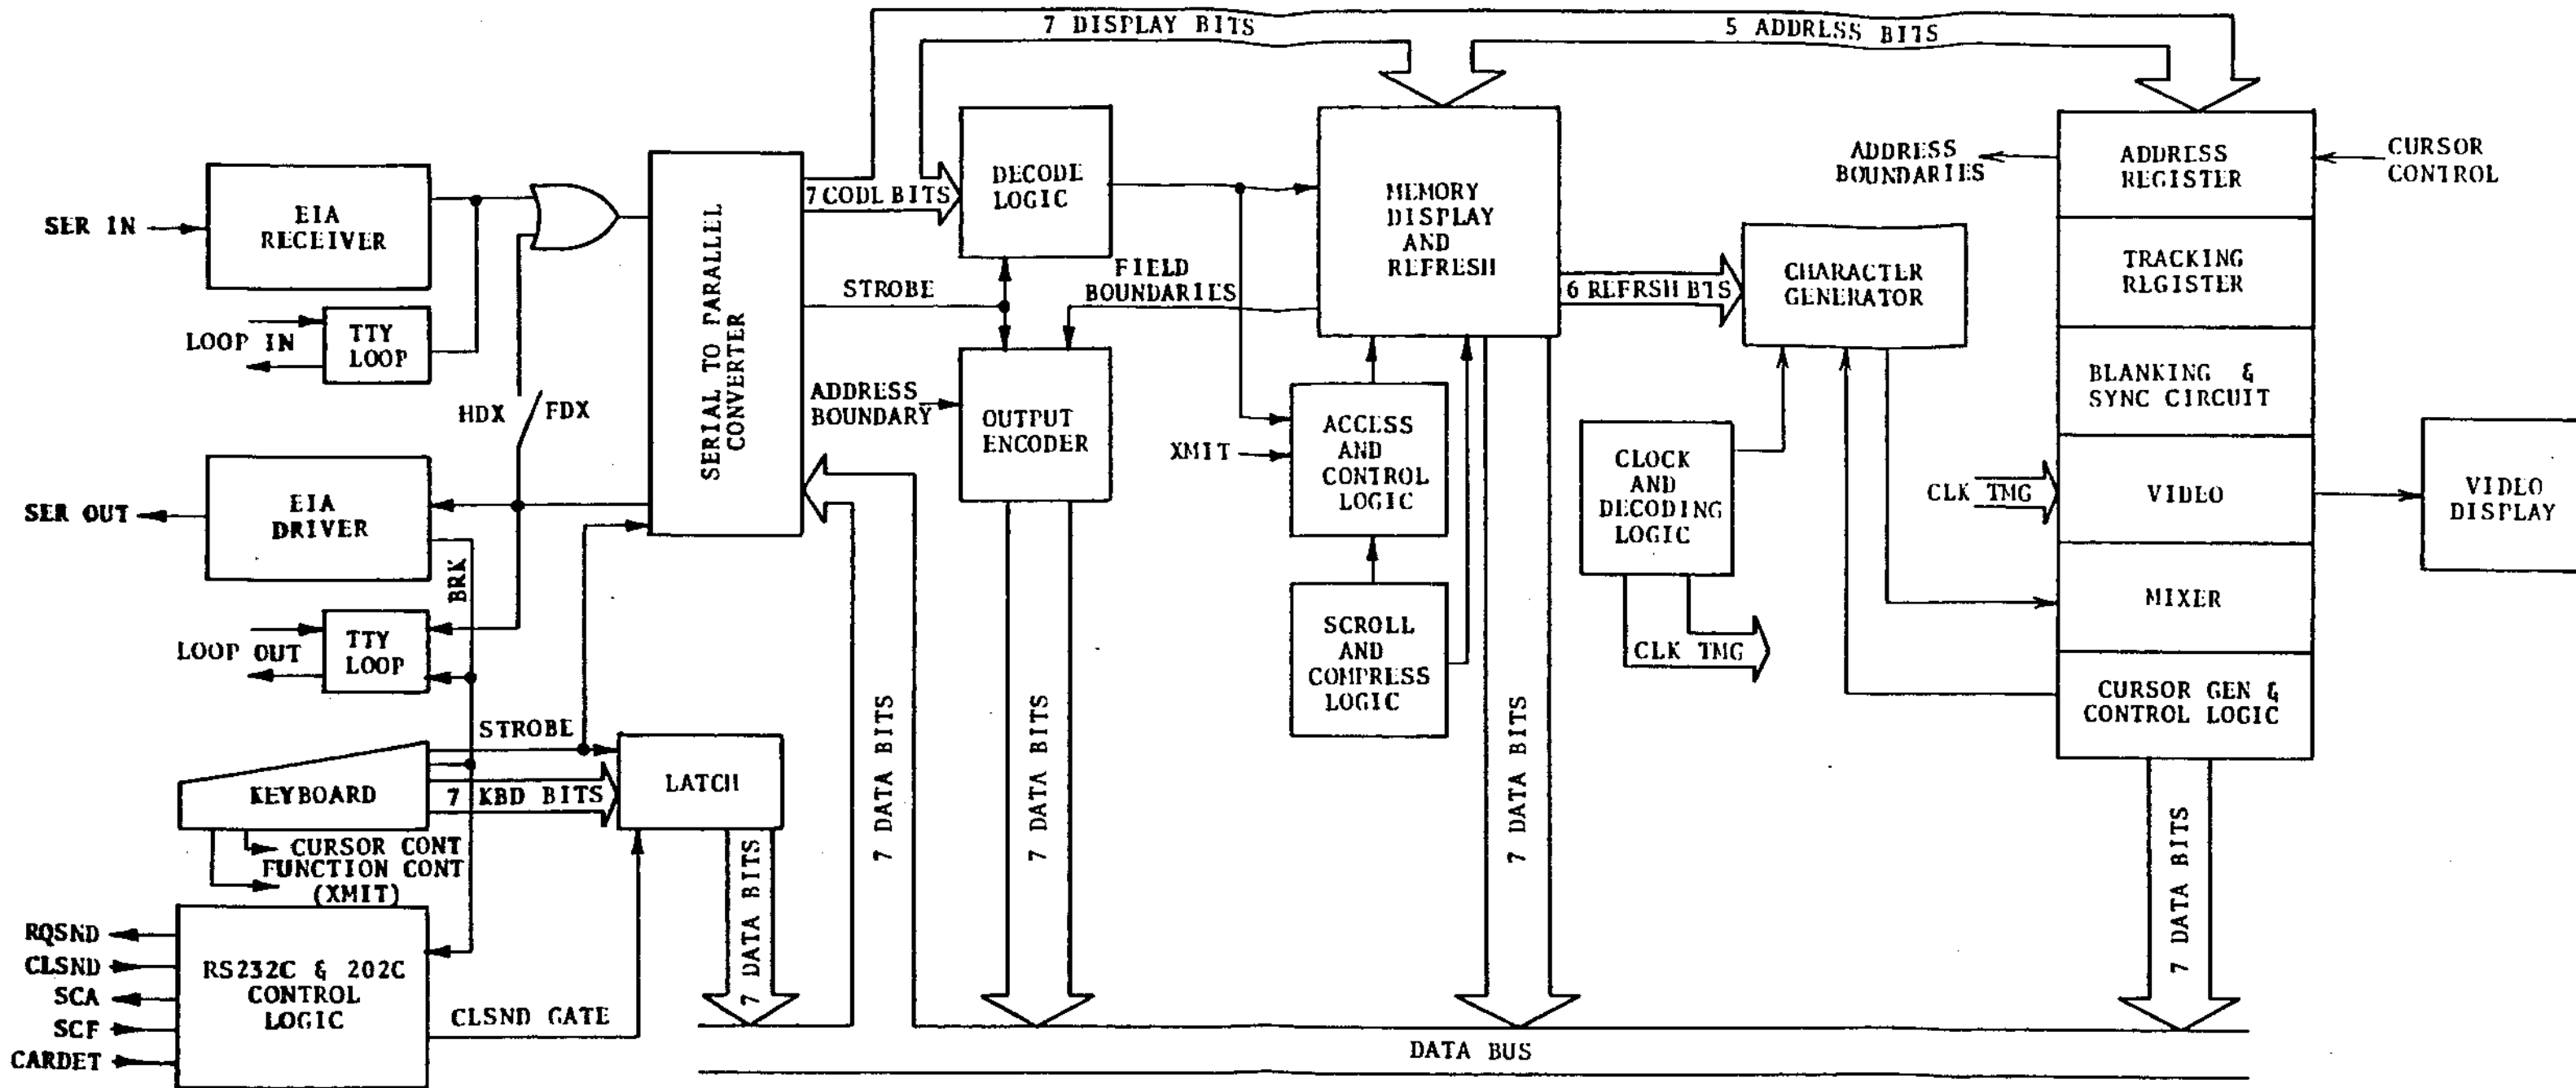 7 DISPLAY BITS
5 ADDRLSS BITS
SER IN
EIA
RECEIVER
LOOP IN
TTY
LOOP
HDX
FDX
SER OUT
EIA
DRIVER
BRK
LOOP OUT
TTY
LOOP
STROBE
KEYBOARD
7 KBD BITS
LATCH
CURSOR CONT
FUNCTION CONT
(XMIT)
RQSND
CLSND
SCA
SCF
CARDET
RS232C & 202C
CONTROL
LOGIC
CLSND GATE
7 DATA BITS
SERIAL TO PARALLEL
CONVERTER
7 CODL BITS
STROBE
DECODE
LOGIC
FIELD
BOUNDARIES
ADDRESS
BOUNDARY
OUTPUT
ENCODER
7 DATA BITS
7 DATA BITS
MEMORY
DISPLAY
AND
REFRESH
XMIT
ACCESS
AND
CONTROL
LOGIC
SCROLL
AND
COMPRESS
LOGIC
7 DATA BITS
6 REFRSH BTS
CHARACTER
GENERATOR
CLOCK
AND
DECODING
LOGIC
CLK TMG
ADDRESS
BOUNDARIES
ADDRESS
REGISTER
CURSOR
CONTROL
TRACKING
REGISTER
BLANKING &
SYNC CIRCUIT
CLK TMG
VIDEO
VIDEO
DISPLAY
MIXER
CURSOR GEN &
CONTROL LOGIC
7 DATA BITS
DATA BUS